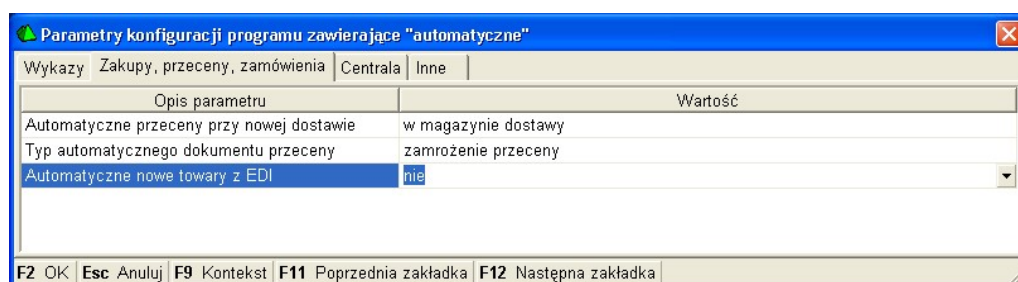 Parametry konfiguracji programu zawierające "automatyczne"
Wykazy Zakupy, przeceny, zamówienia Centrala Inne
Opis parametru Wartość
Automatyczne przeceny przy nowej dostawie w magazynie dostawy
Typ automatycznego dokumentu przeceny zamrożenie przeceny
Automatyczne nowe towary z EDI nie
F2 OK Esc Anuluj F9 Kontekst F11 Poprzednia zakładka F12 Następna zakładka